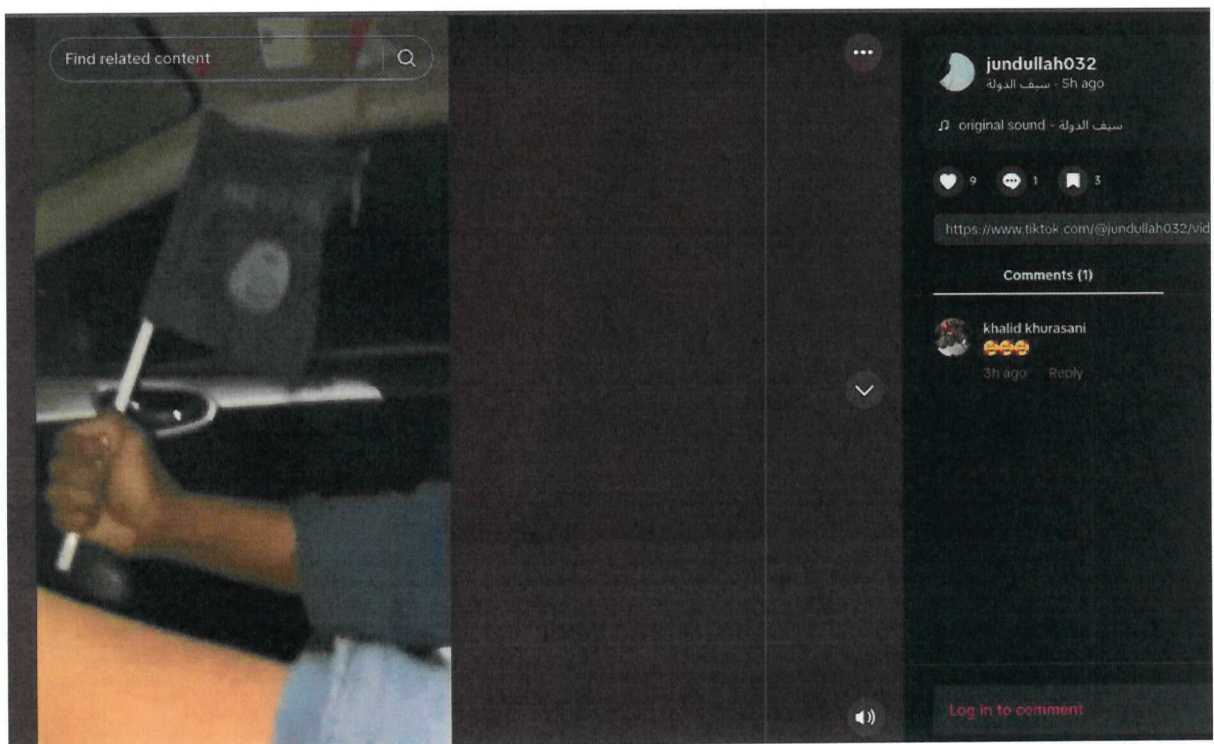 Find related content
jundullah032
سيف الدولة · 5h ago
original sound - سيف الدولة
9
1
3
https://www.tiktok.com/@jundullah032/vid
Comments (1)
khalid khurasani
🥰🥰🥰
3h ago Reply
Log in to comment